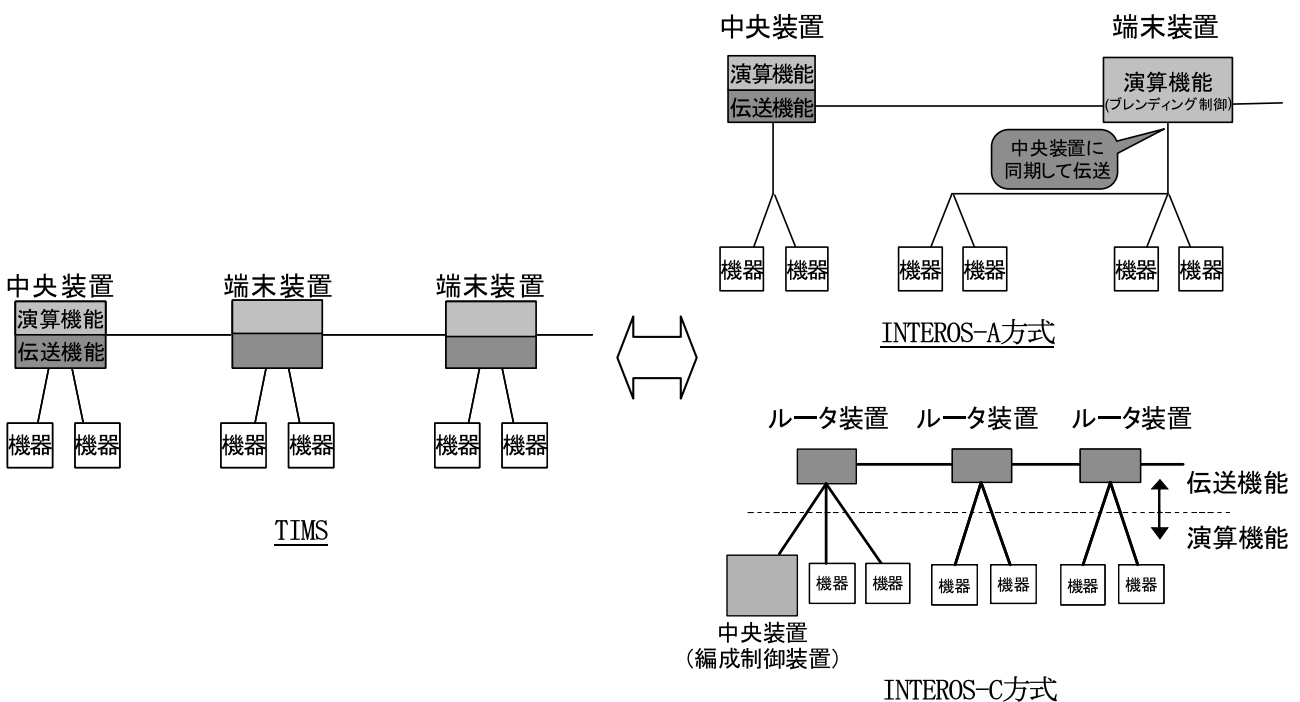 中央装置
端末装置
端末装置
演算機能
伝送機能
機器
機器
機器
機器
機器
機器
TIMS
中央装置
端末装置
演算機能
伝送機能
演算機能
(ブレンディング制御)
中央装置に
同期して伝送
機器
機器
機器
機器
機器
機器
INTEROS-A方式
ルータ装置
ルータ装置
ルータ装置
伝送機能
演算機能
機器
機器
機器
機器
機器
機器
中央装置
(編成制御装置)
INTEROS-C方式